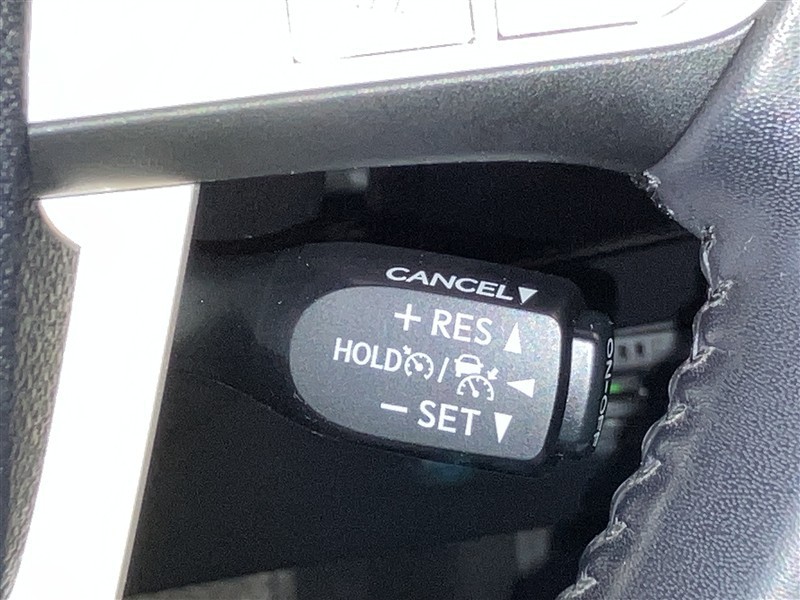 CANCEL▼
+ RES ▲
HOLD / ◀
− SET ▼
ON-OFF